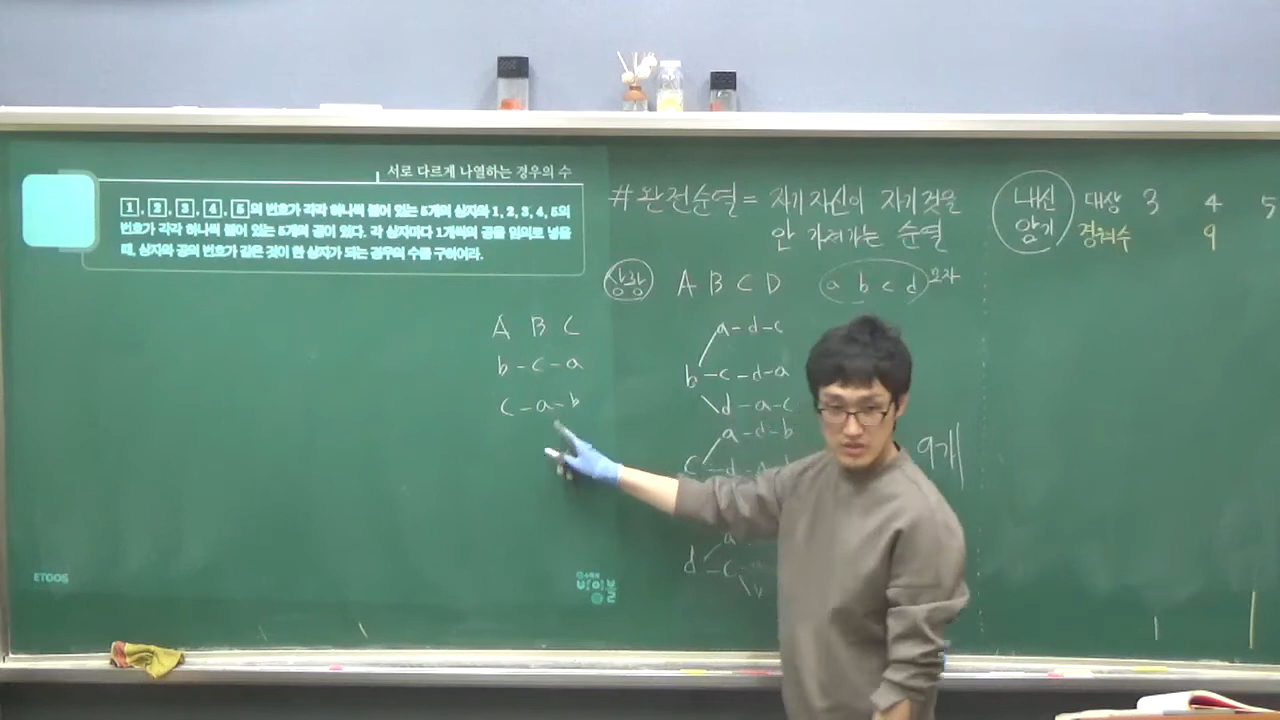 서로 다르게 나열하는 경우의 수
1, 2, 3, 4, 5의 번호가 각각 하나씩 붙어 있는 5개의 상자와 1, 2, 3, 4, 5의
번호가 각각 하나씩 붙어 있는 5개의 공이 있다. 각 상자마다 1개씩의 공을 임의로 넣을
때, 상자와 공의 번호가 같은 것이 한 상자가 되는 경우의 수를 구하여라.
A B C
b-c-a
c-a-b
ETOOS
#완전순열= 자기 자신이 자기 것을
안 가져가는 순열
상황 A B C D a b c d 모자
a-d-c
b-c-d-a
d-a-c
a-d-b
c-d-a-b
a
d-c
9개
내신 암기
대상 3 4 5
경우수 9